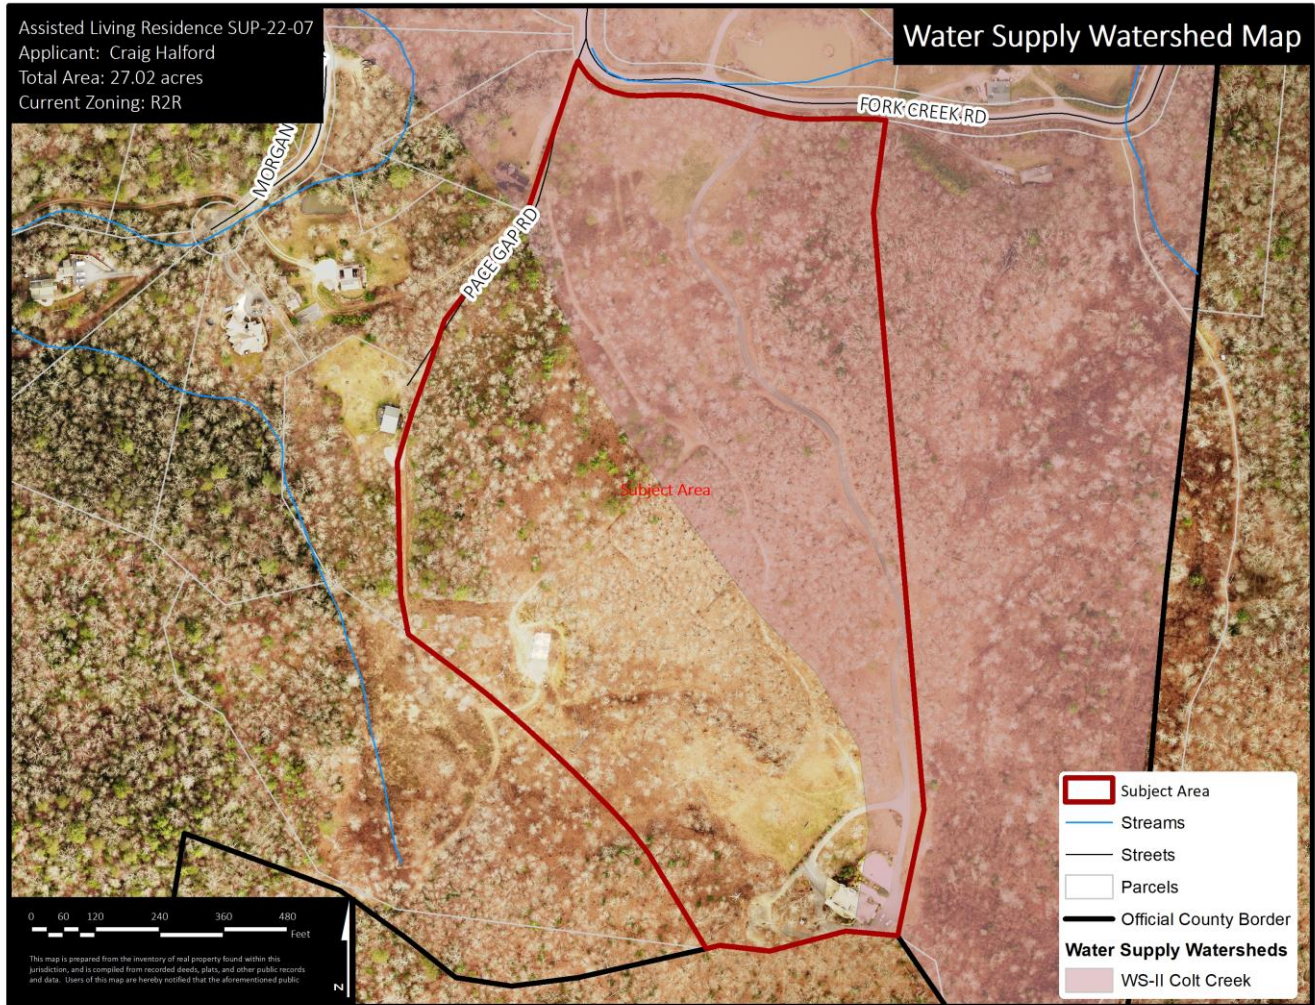 Assisted Living Residence SUP-22-07
Applicant: Craig Halford
Total Area: 27.02 acres
Current Zoning: R2R
Water Supply Watershed Map
FORK CREEK RD
MORGAN
PACE GAP RD
Subject Area
Subject Area
Streams
Streets
Parcels
Official County Border
Water Supply Watersheds
WS-II Colt Creek
0 60 120 240 360 480
Feet
This map is prepared from the inventory of real property found within this
jurisdiction, and is compiled from recorded deeds, plats, and other public records
and data. Users of this map are hereby notified that the aforementioned public
N